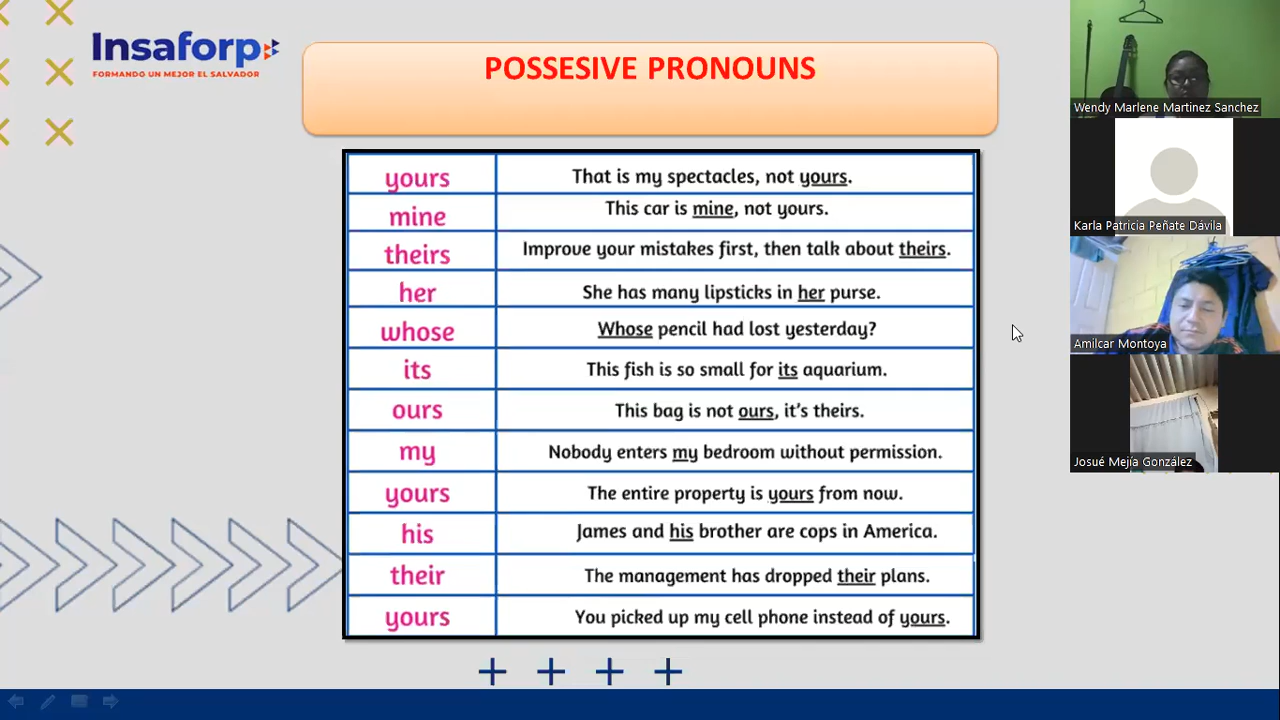 Insaforp
FORMANDO UN MEJOR EL SALVADOR
POSSESIVE PRONOUNS
yours That is my spectacles, not yours.
mine This car is mine, not yours.
theirs Improve your mistakes first, then talk about theirs.
her She has many lipsticks in her purse.
whose Whose pencil had lost yesterday?
its This fish is so small for its aquarium.
ours This bag is not ours, it's theirs.
my Nobody enters my bedroom without permission.
yours The entire property is yours from now.
his James and his brother are cops in America.
their The management has dropped their plans.
yours You picked up my cell phone instead of yours.
Wendy Marlene Martinez Sanchez
Karla Patricia Peñate Dávila
Amilcar Montoya
Josué Mejía González